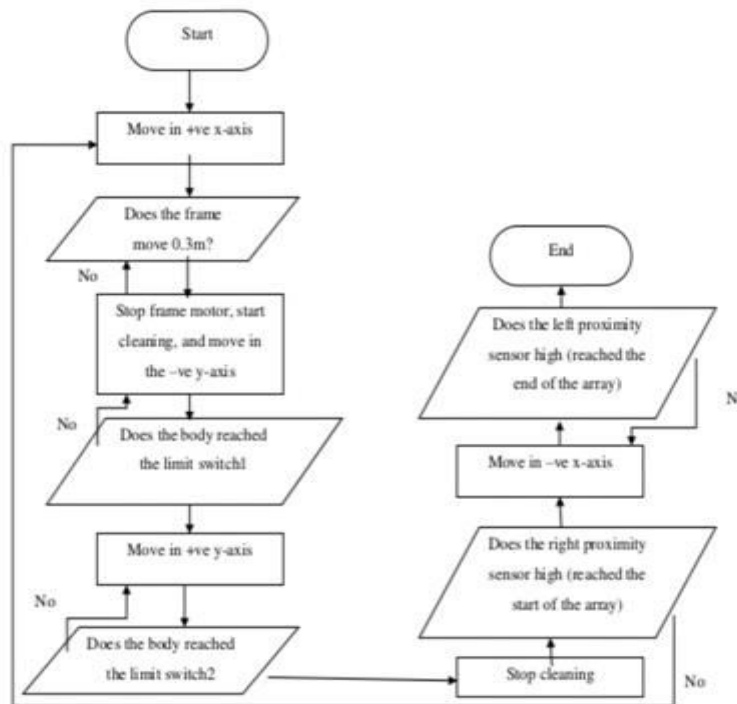 Start
Move in +ve x-axis
Does the frame
move 0.3m?
No
Stop frame motor, start
cleaning, and move in
the –ve y-axis
No
Does the body reached
the limit switch1
Move in +ve y-axis
No
Does the body reached
the limit switch2
End
Does the left proximity
sensor high (reached the
end of the array)
Move in –ve x-axis
Does the right proximity
sensor high (reached the
start of the array)
Stop cleaning
No